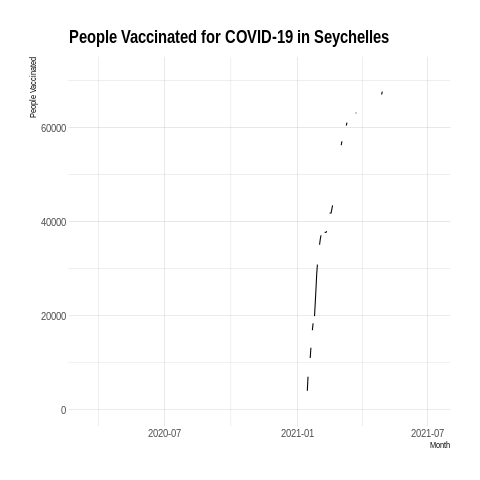 People Vaccinated for COVID-19 in Seychelles
People Vaccinated
60000
40000
20000
0
2020-07
2021-01
2021-07
Month